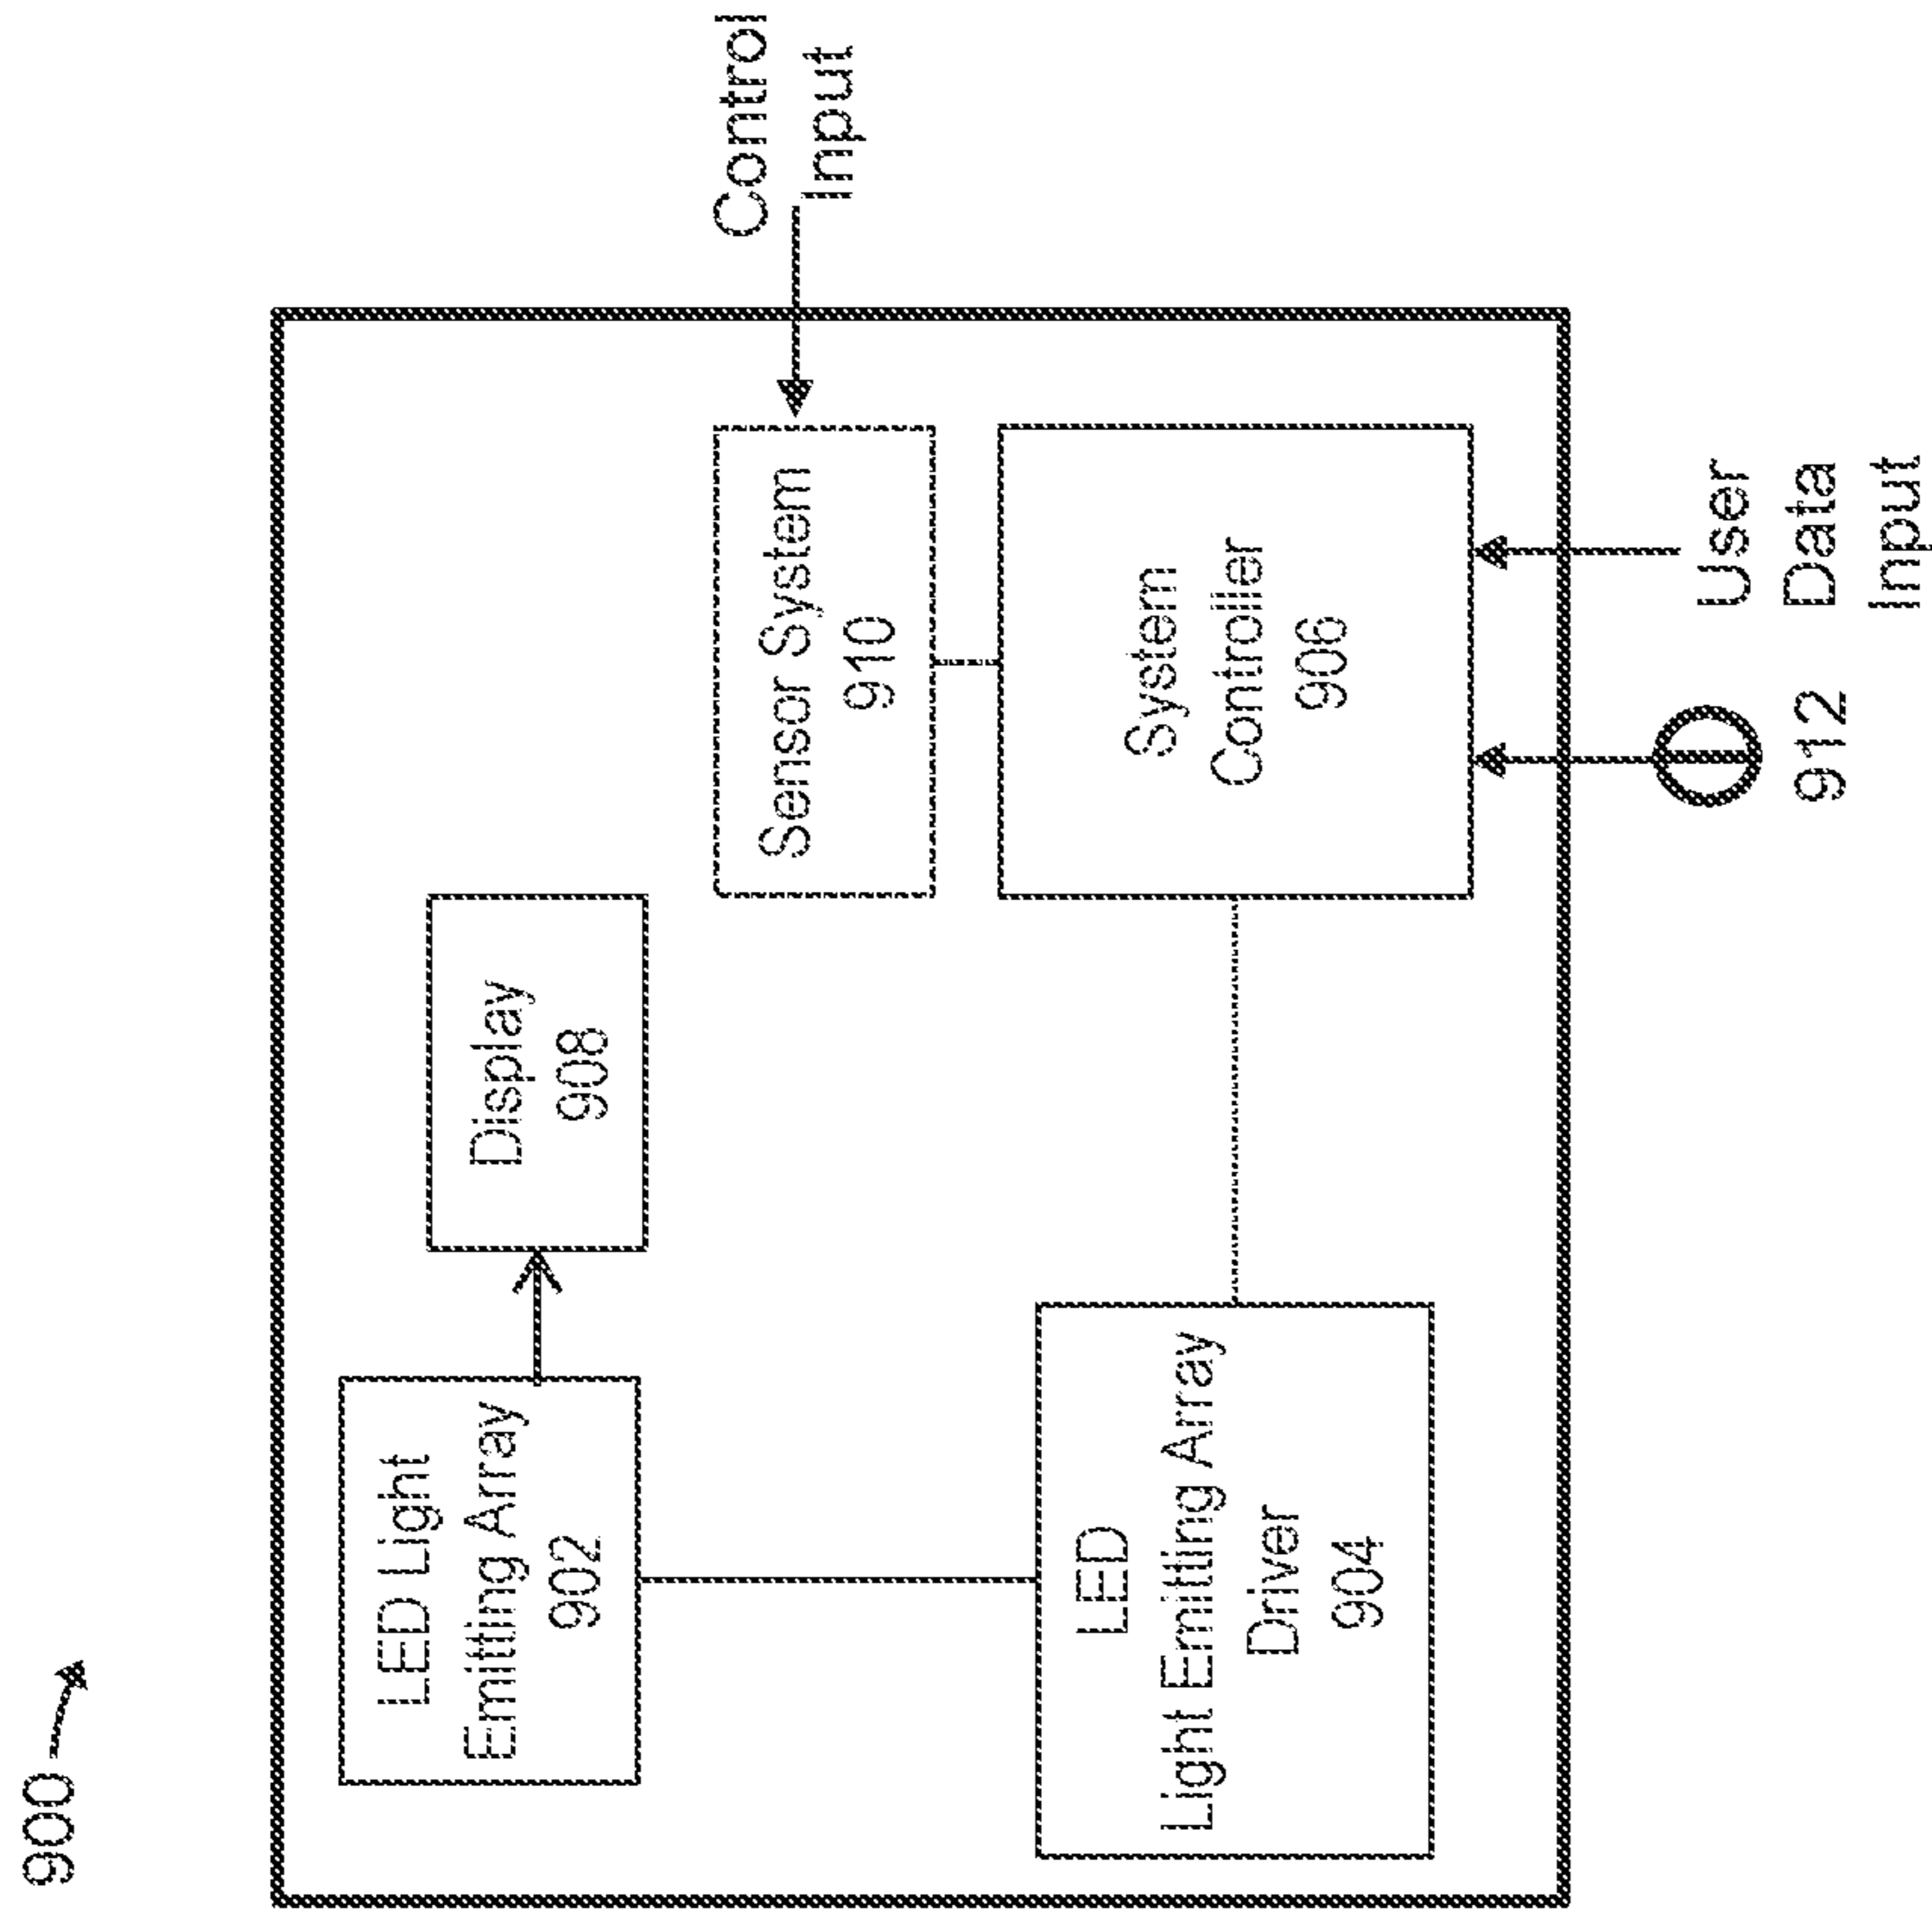 900
LED Light
Emitting Array
902
Display
908
Sensor System
910
Control
Input
LED
Light Emitting Array
Driver
904
System
Controller
906
912
User
Data
Input